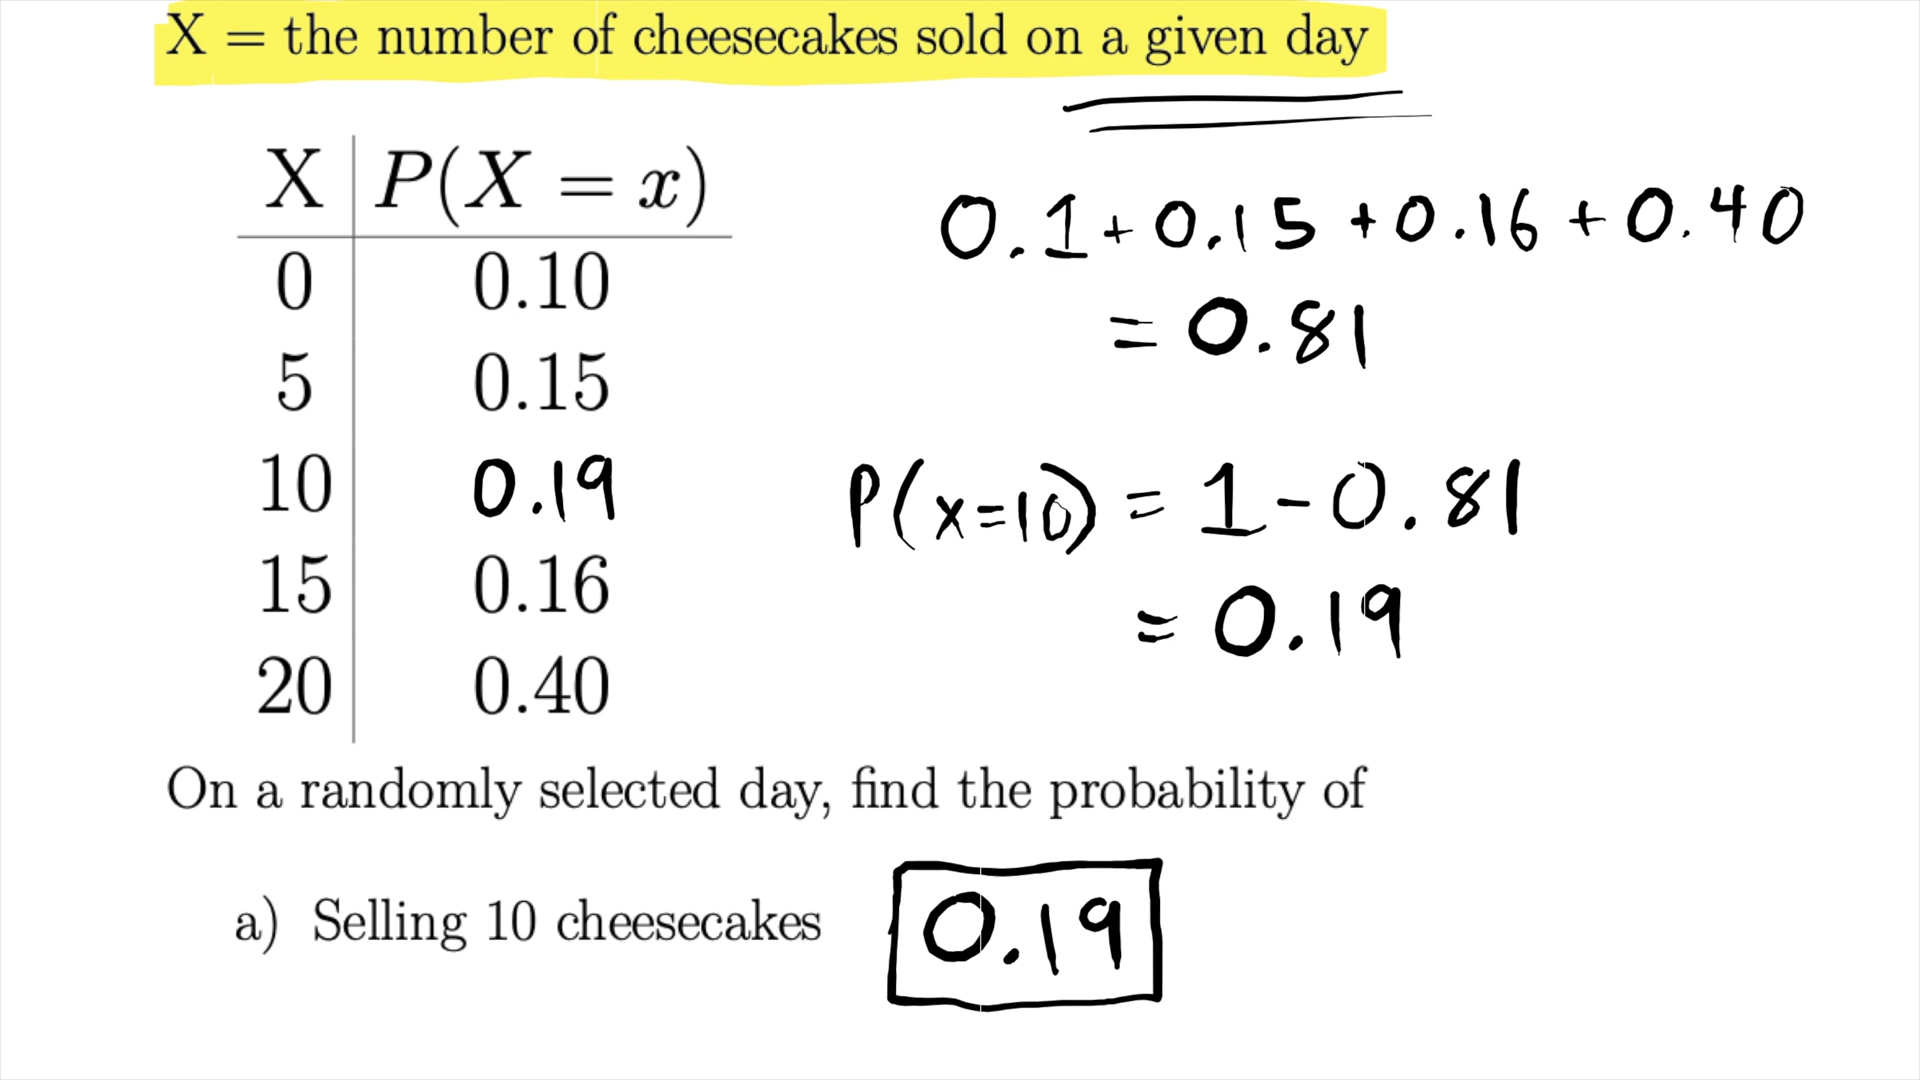 X = the number of cheesecakes sold on a given day
X P(X = x)
0 0.10
5 0.15
10 0.19
15 0.16
20 0.40
0.1 + 0.15 + 0.16 + 0.40
= 0.81
P(x=10) = 1 - 0.81
= 0.19
On a randomly selected day, find the probability of
a) Selling 10 cheesecakes 0.19